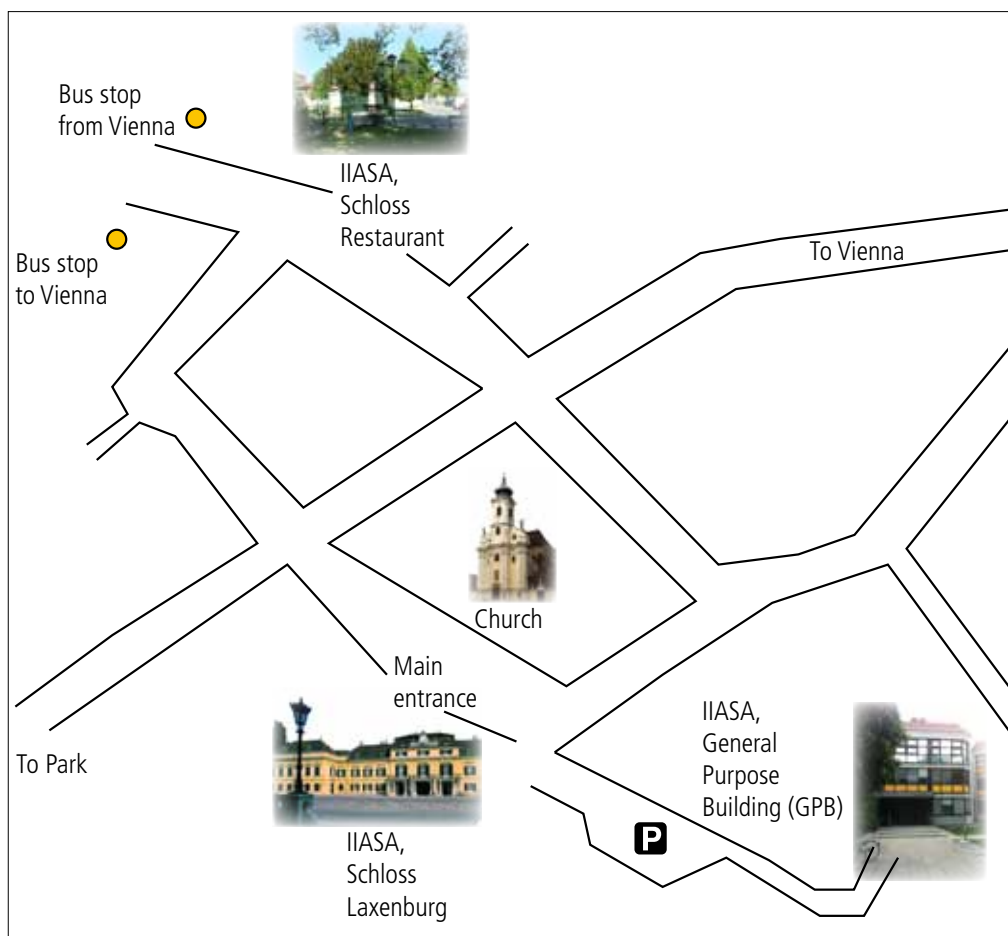 Bus stop
from Vienna
IIASA,
Schloss
Restaurant
Bus stop
to Vienna
To Vienna
Church
Main
entrance
To Park
IIASA,
General
Purpose
Building (GPB)
P
IIASA,
Schloss
Laxenburg